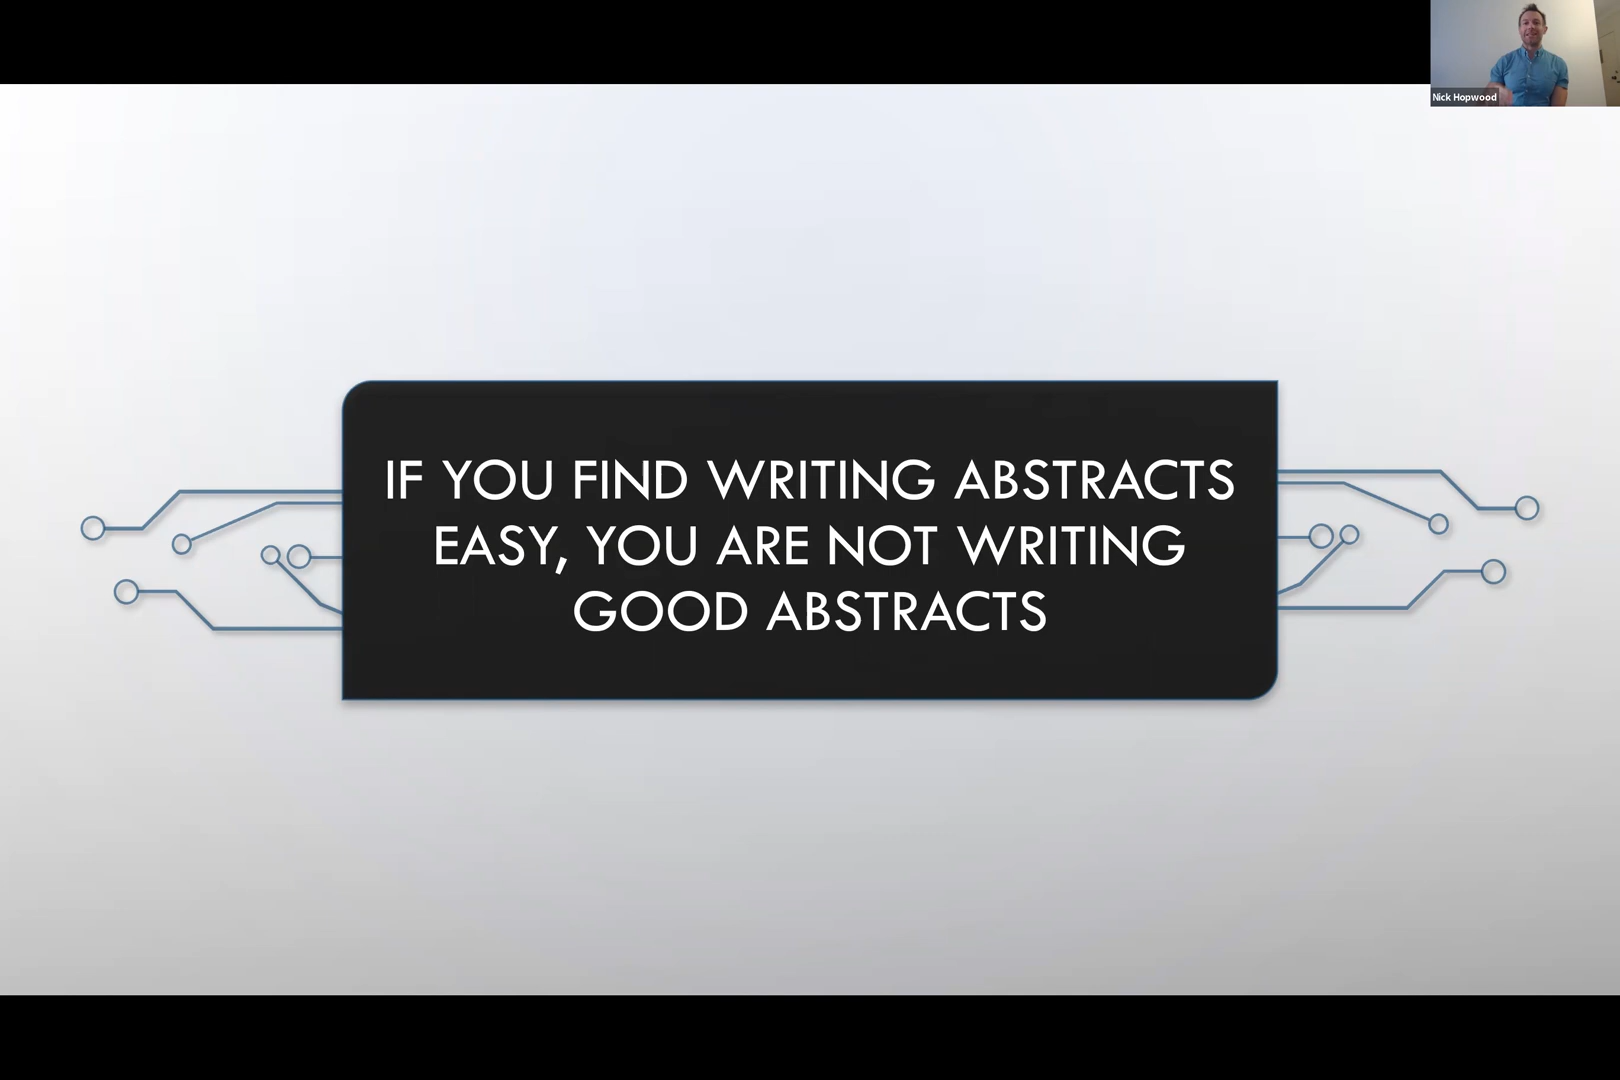 Nick Hopwood
IF YOU FIND WRITING ABSTRACTS
EASY, YOU ARE NOT WRITING
GOOD ABSTRACTS